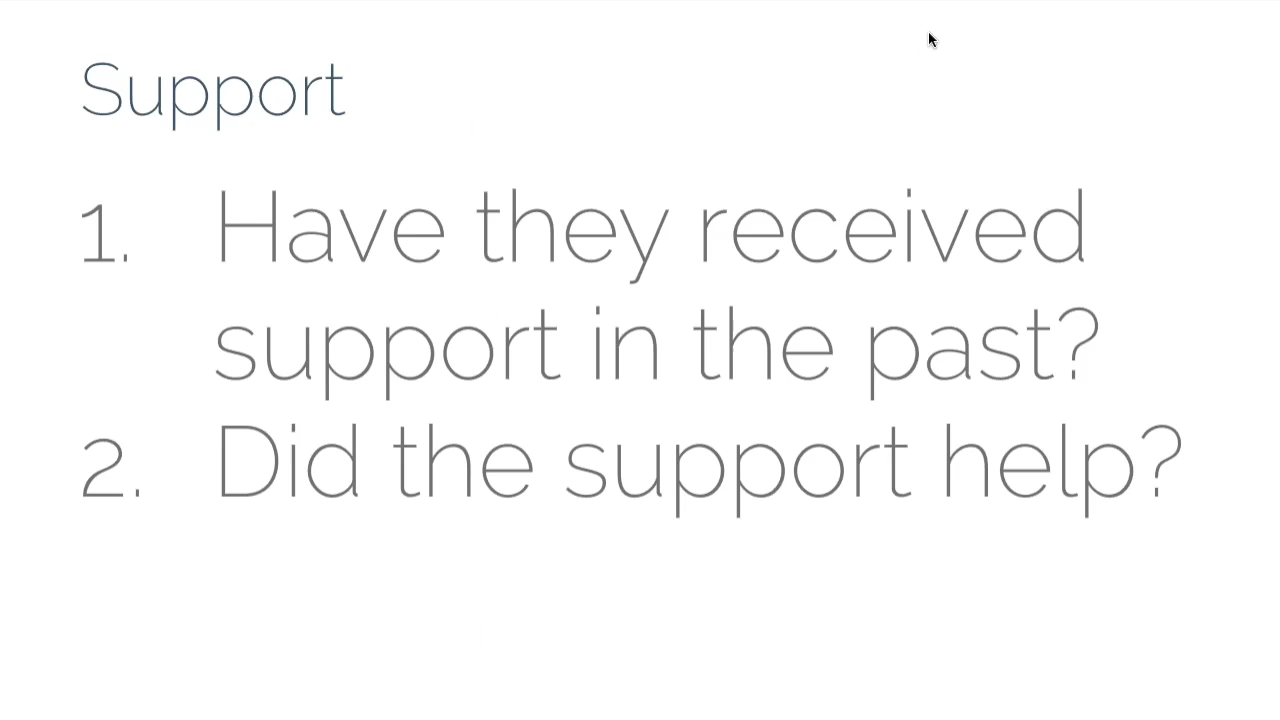 Support
1. Have they received
support in the past?
2. Did the support help?